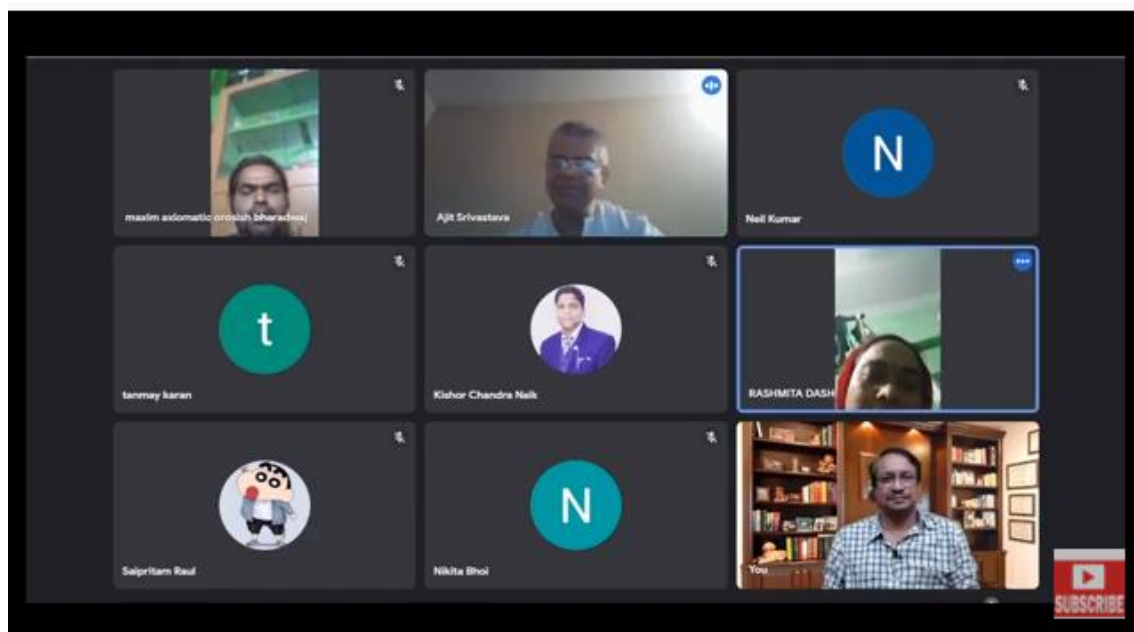 maxim axiomatic orosish bharadwaj
Ajit Srivastava
N
Neil Kumar
t
tanmay karan
Kishor Chandra Naik
RASHMITA DASH
Saipritam Raul
N
Nikita Bhoi
You
SUBSCRIBE